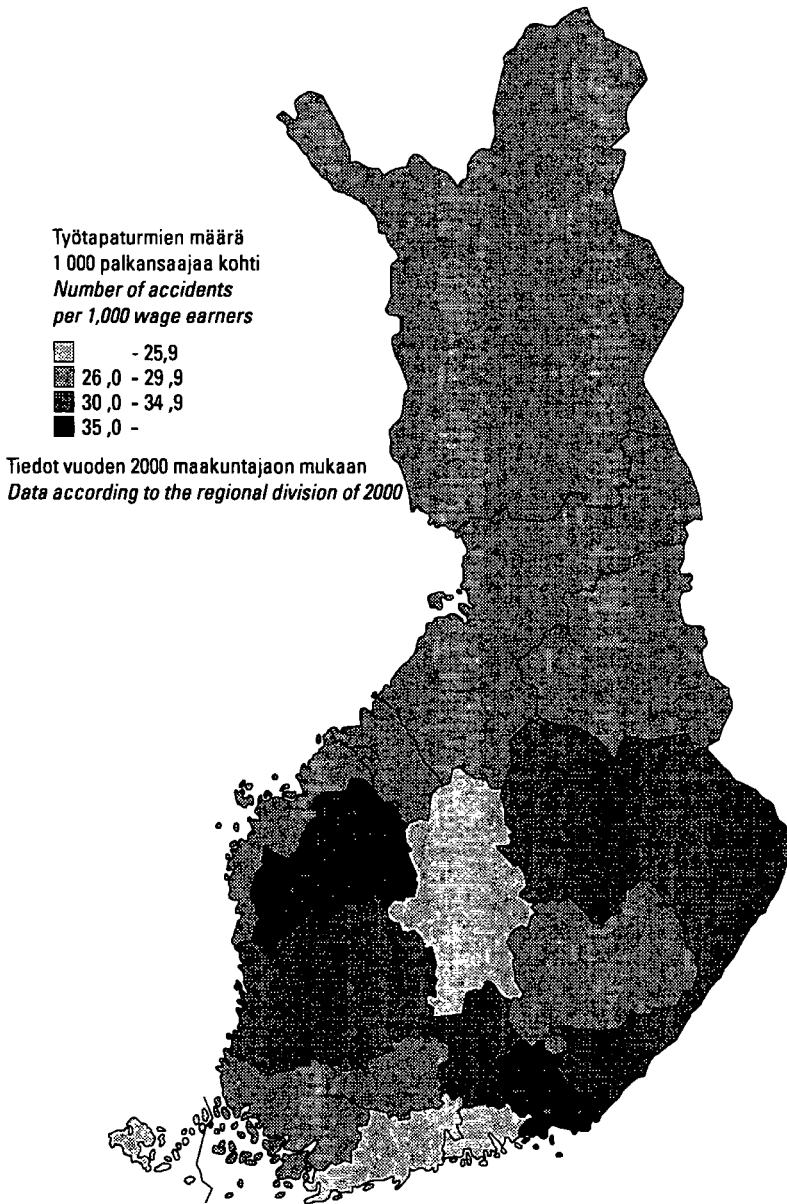 Työtapaturmien määrä
1 000 palkansaajaa kohti
Number of accidents
per 1,000 wage earners
- 25,9
26 ,0 - 29 ,9
30 ,0 - 34 ,9
35 ,0 -
Tiedot vuoden 2000 maakuntajaon mukaan
Data according to the regional division of 2000